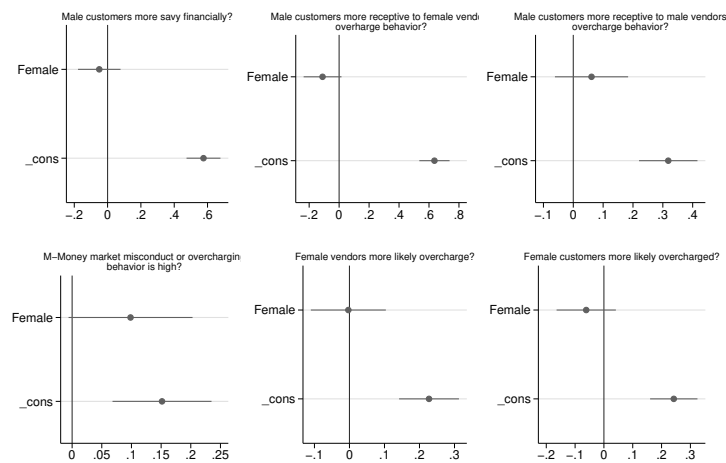 Male customers more savy financially?
Female
_cons
−.2 0 .2 .4 .6
Male customers more receptive to female vend
overharge behavior?
Female
_cons
−.2 0 .2 .4 .6 .8
Male customers more receptive to male vendors
overcharge behavior?
Female
_cons
−.1 0 .1 .2 .3 .4
M−Money market misconduct or overchargin
behavior is high?
Female
_cons
0 .05 .1 .15 .2 .25
Female vendors more likely overcharge?
Female
_cons
−.1 0 .1 .2 .3
Female customers more likely overcharged?
Female
_cons
−.2 −.1 0 .1 .2 .3